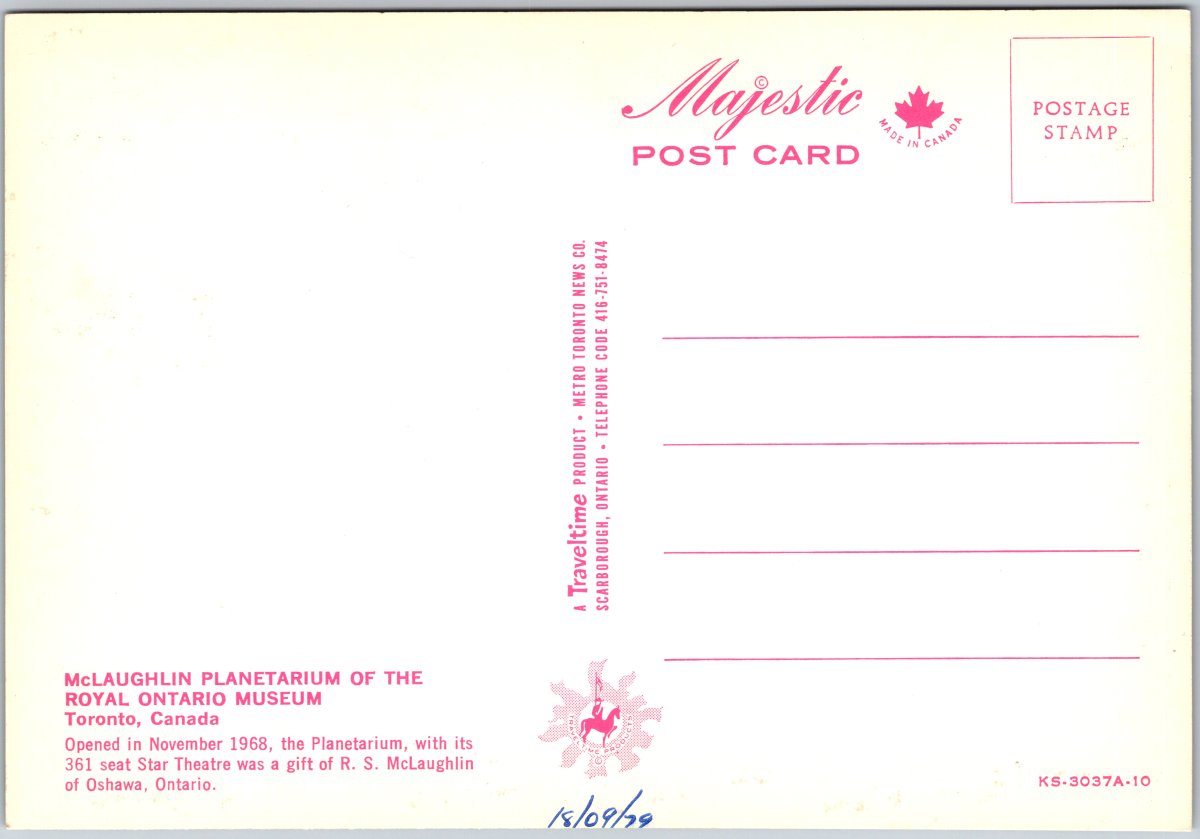 Majestic ©
POST CARD
MADE IN CANADA
POSTAGE
STAMP
A Traveltime PRODUCT • METRO TORONTO NEWS CO.
SCARBOROUGH, ONTARIO • TELEPHONE CODE 416-751-8474
McLAUGHLIN PLANETARIUM OF THE
ROYAL ONTARIO MUSEUM
Toronto, Canada
Opened in November 1968, the Planetarium, with its
361 seat Star Theatre was a gift of R. S. McLaughlin
of Oshawa, Ontario.
TRAVELTIME PRODUCTS
KS-3037A-10
18/09/79